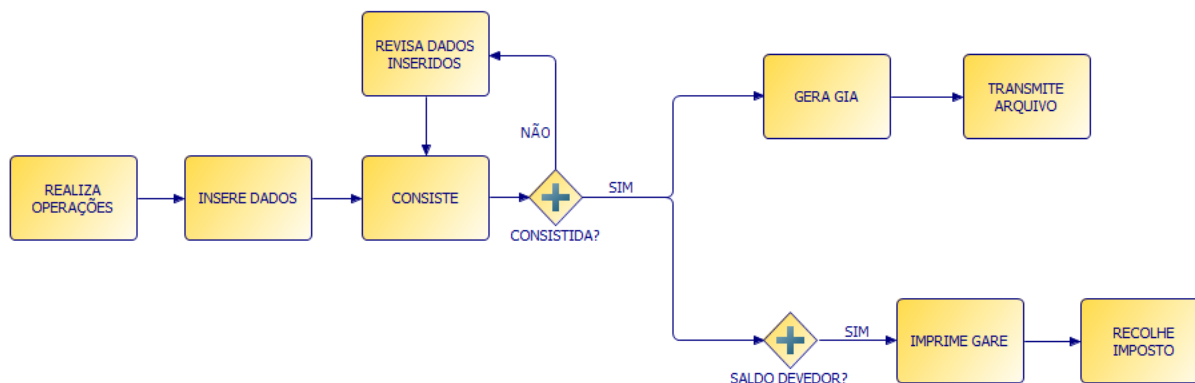 REVISA DADOS
INSERIDOS
GERA GIA
TRANSMITE
ARQUIVO
NÃO
REALIZA
OPERAÇÕES
INSERE DADOS
CONSISTE
SIM
CONSISTIDA?
SIM
IMPRIME GARE
RECOLHE
IMPOSTO
SALDO DEVEDOR?